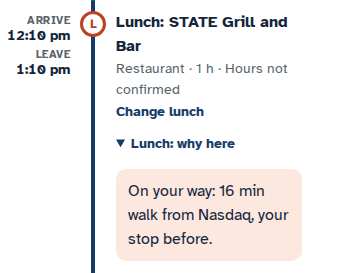 ARRIVE
12:10 pm
LEAVE
1:10 pm
L
Lunch: STATE Grill and
Bar
Restaurant · 1 h · Hours not
confirmed
Change lunch
▼ Lunch: why here
On your way: 16 min
walk from Nasdaq, your
stop before.